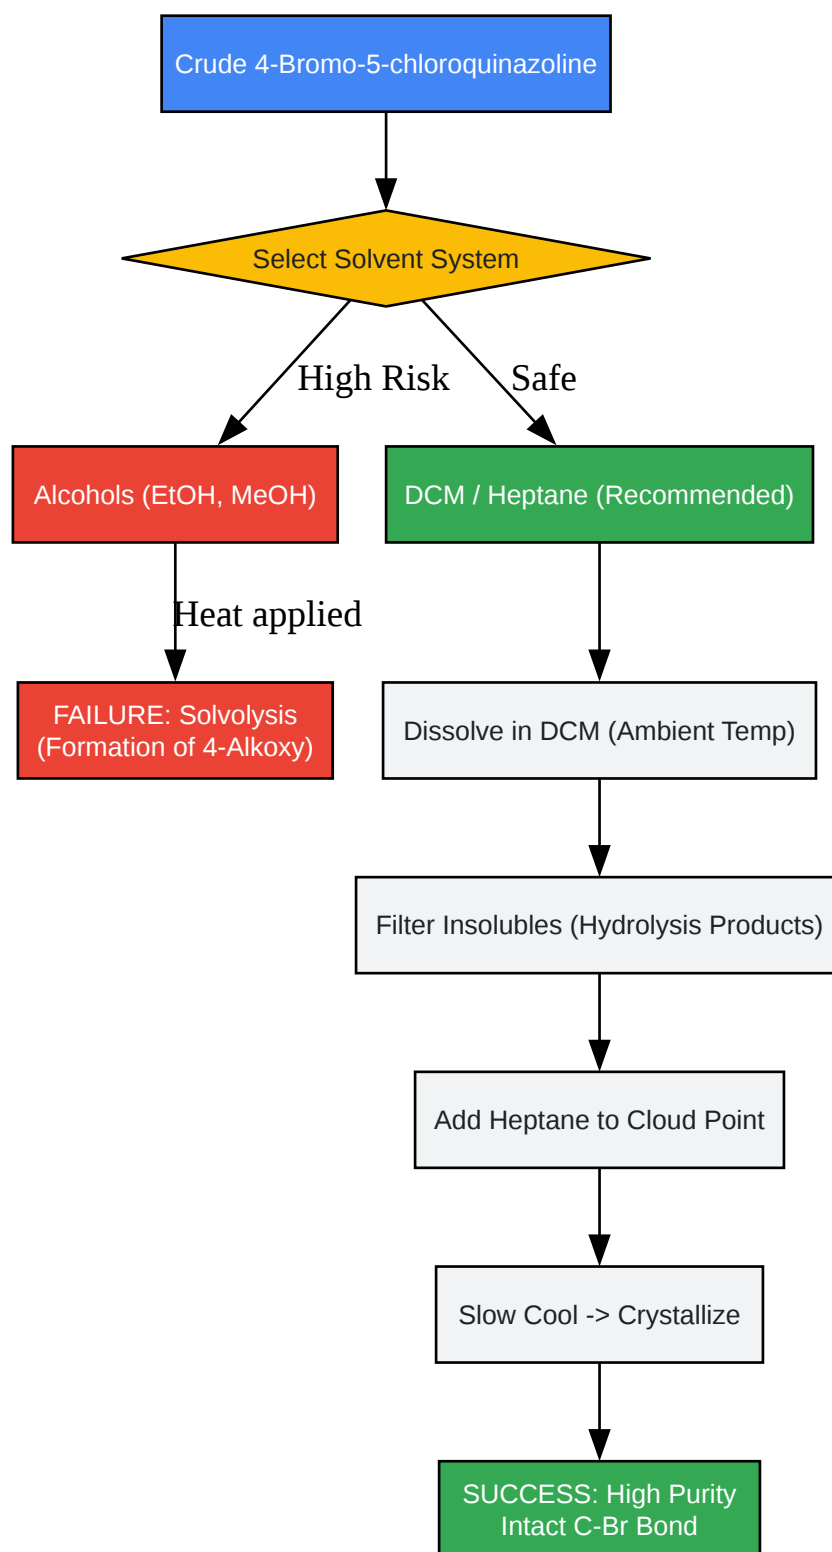 Crude 4-Bromo-5-chloroquinazoline
Select Solvent System
High Risk
Safe
Alcohols (EtOH, MeOH)
DCM / Heptane (Recommended)
Heat applied
FAILURE: Solvolysis
(Formation of 4-Alkoxy)
Dissolve in DCM (Ambient Temp)
Filter Insolubles (Hydrolysis Products)
Add Heptane to Cloud Point
Slow Cool -> Crystallize
SUCCESS: High Purity
Intact C-Br Bond